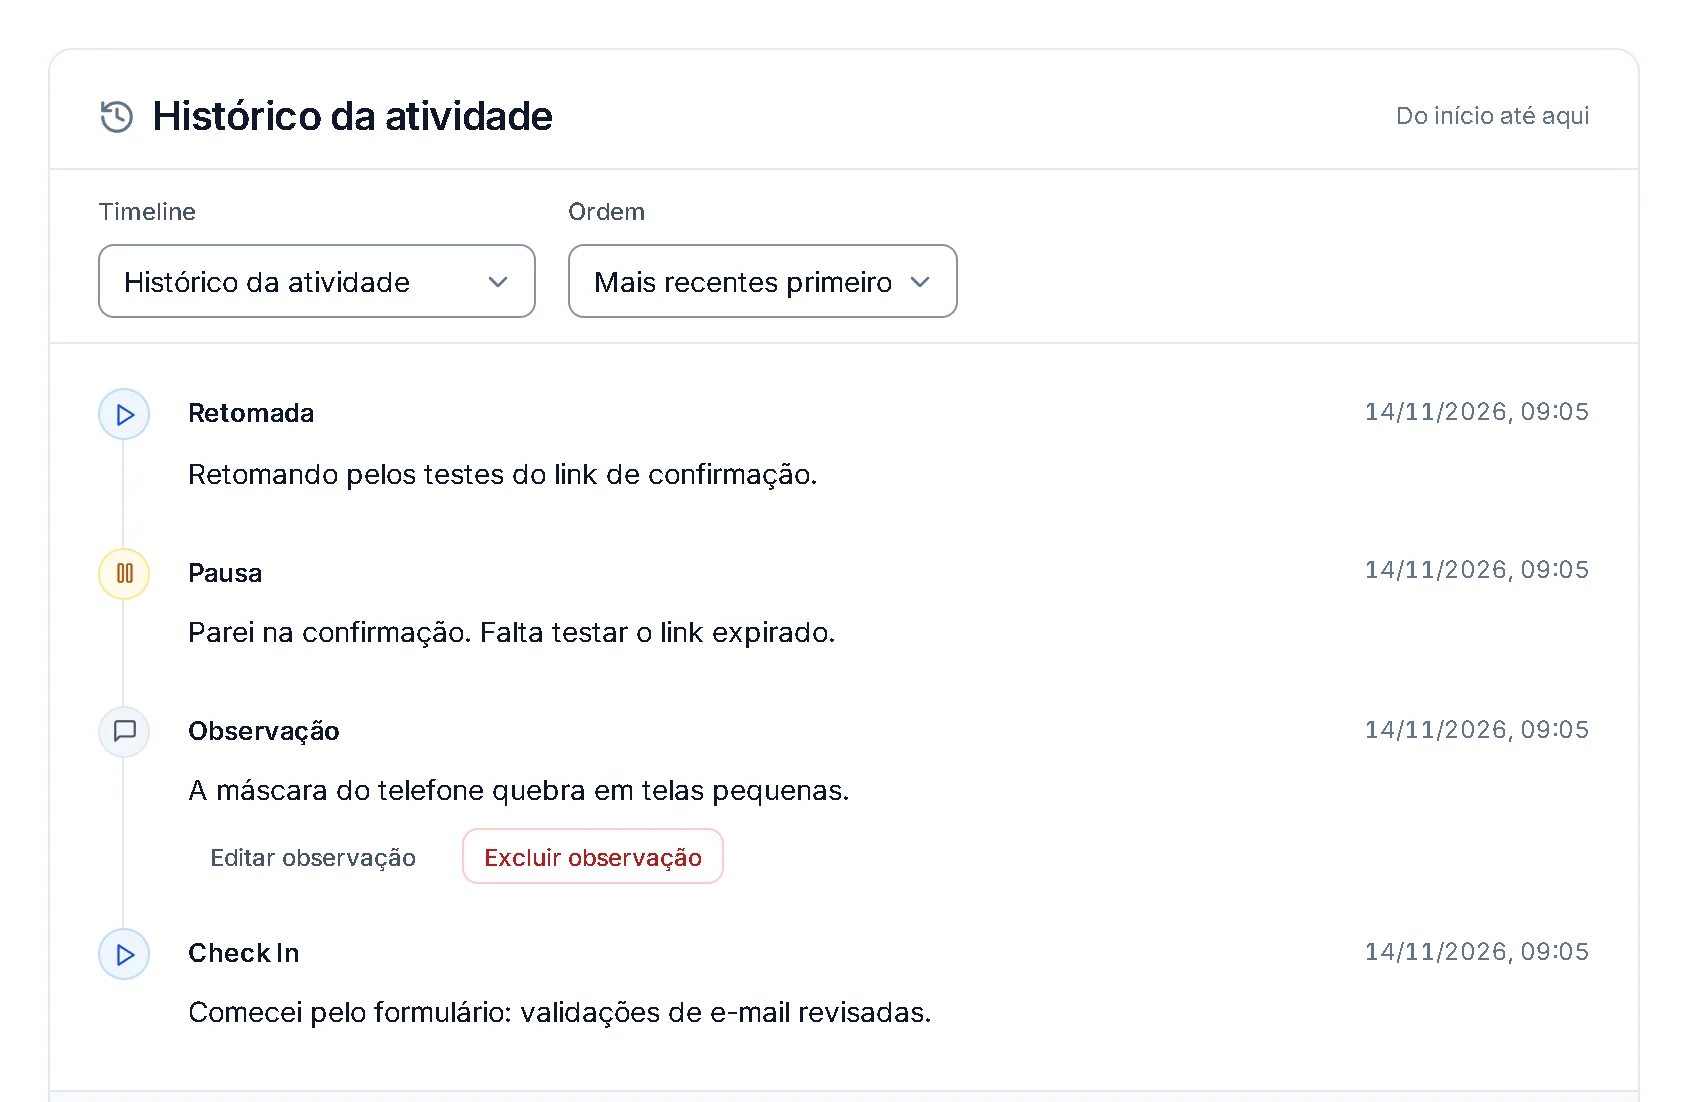 Histórico da atividade
Do início até aqui
Timeline
Ordem
Histórico da atividade
Mais recentes primeiro
Retomada
14/11/2026, 09:05
Retomando pelos testes do link de confirmação.
Pausa
14/11/2026, 09:05
Parei na confirmação. Falta testar o link expirado.
Observação
14/11/2026, 09:05
A máscara do telefone quebra em telas pequenas.
Editar observação
Excluir observação
Check In
14/11/2026, 09:05
Comecei pelo formulário: validações de e-mail revisadas.